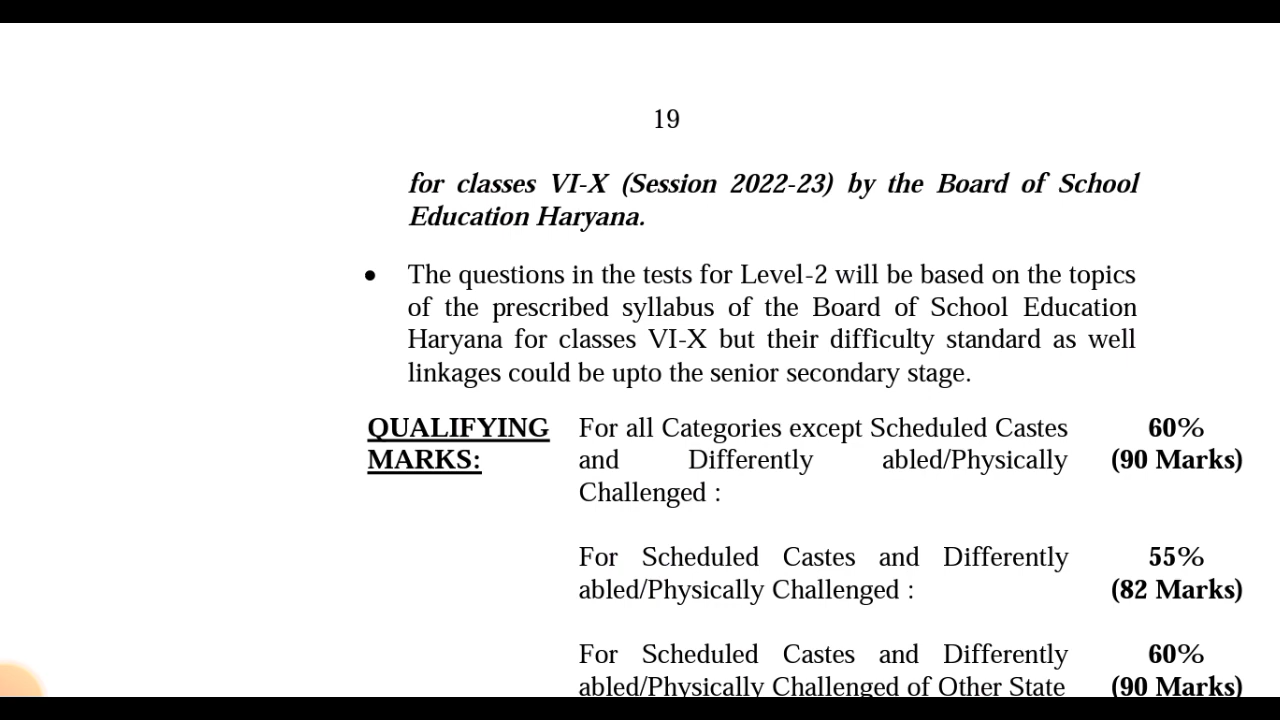 19
for classes VI-X (Session 2022-23) by the Board of School
Education Haryana.
• The questions in the tests for Level-2 will be based on the topics
of the prescribed syllabus of the Board of School Education
Haryana for classes VI-X but their difficulty standard as well
linkages could be upto the senior secondary stage.
QUALIFYING MARKS:
For all Categories except Scheduled Castes
and Differently abled/Physically
Challenged :
60%
(90 Marks)
For Scheduled Castes and Differently
abled/Physically Challenged :
55%
(82 Marks)
For Scheduled Castes and Differently
abled/Physically Challenged of Other State
60%
(90 Marks)